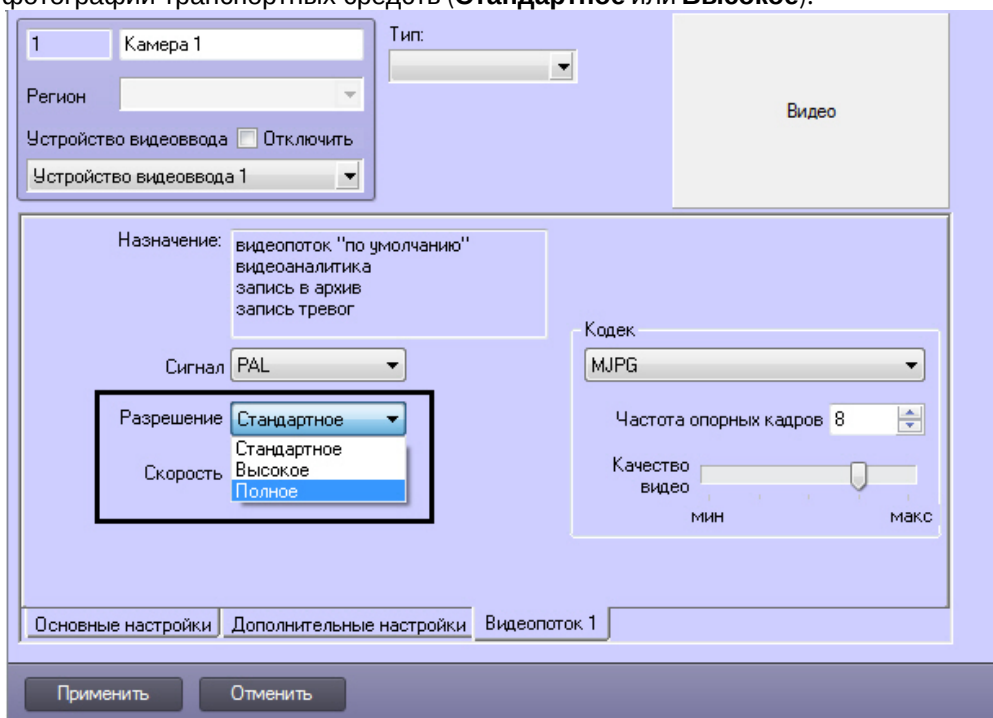 фотографии транспортных средств (Стандартное или Высокое).
1
Камера 1
Тип:
Регион
Видео
Устройство видеоввода Отключить
Устройство видеоввода 1
Назначение:
видеопоток "по умолчанию"
видеоаналитика
запись в архив
запись тревог
Кодек
Сигнал PAL
MJPG
Разрешение Стандартное
Частота опорных кадров 8
Стандартное
Скорость Высокое
Полное
Качество
видео
мин макс
Основные настройки Дополнительные настройки Видеопоток 1
Применить Отменить